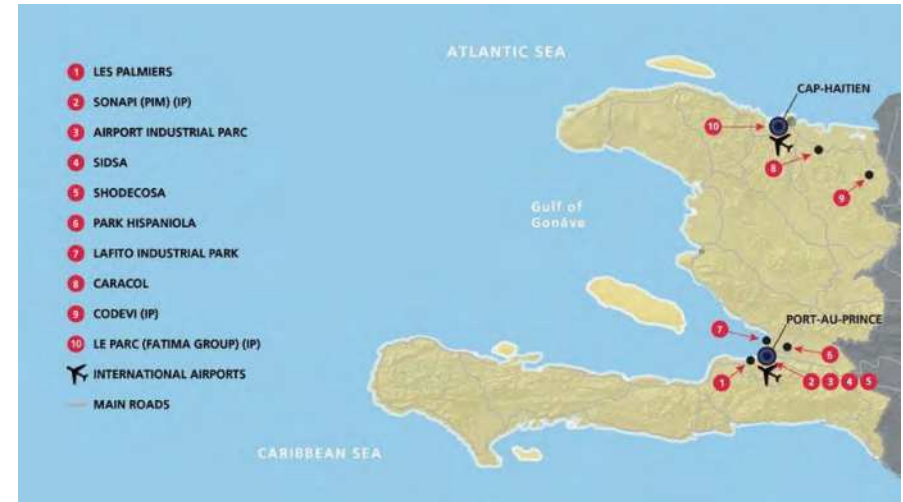 ATLANTIC SEA
1 LES PALMIERS
2 SONAPI (PIM) (IP)
3 AIRPORT INDUSTRIAL PARC
4 SIDSA
5 SHODECOSA
6 PARK HISPANIOLA
7 LAFITO INDUSTRIAL PARK
8 CARACOL
9 CODEVI (IP)
10 LE PARC (FATIMA GROUP) (IP)
INTERNATIONAL AIRPORTS
MAIN ROADS
CAP-HAITIEN
10
8
9
Gulf of
Gonâve
PORT-AU-PRINCE
7
6
1
2 3 4 5
CARIBBEAN SEA